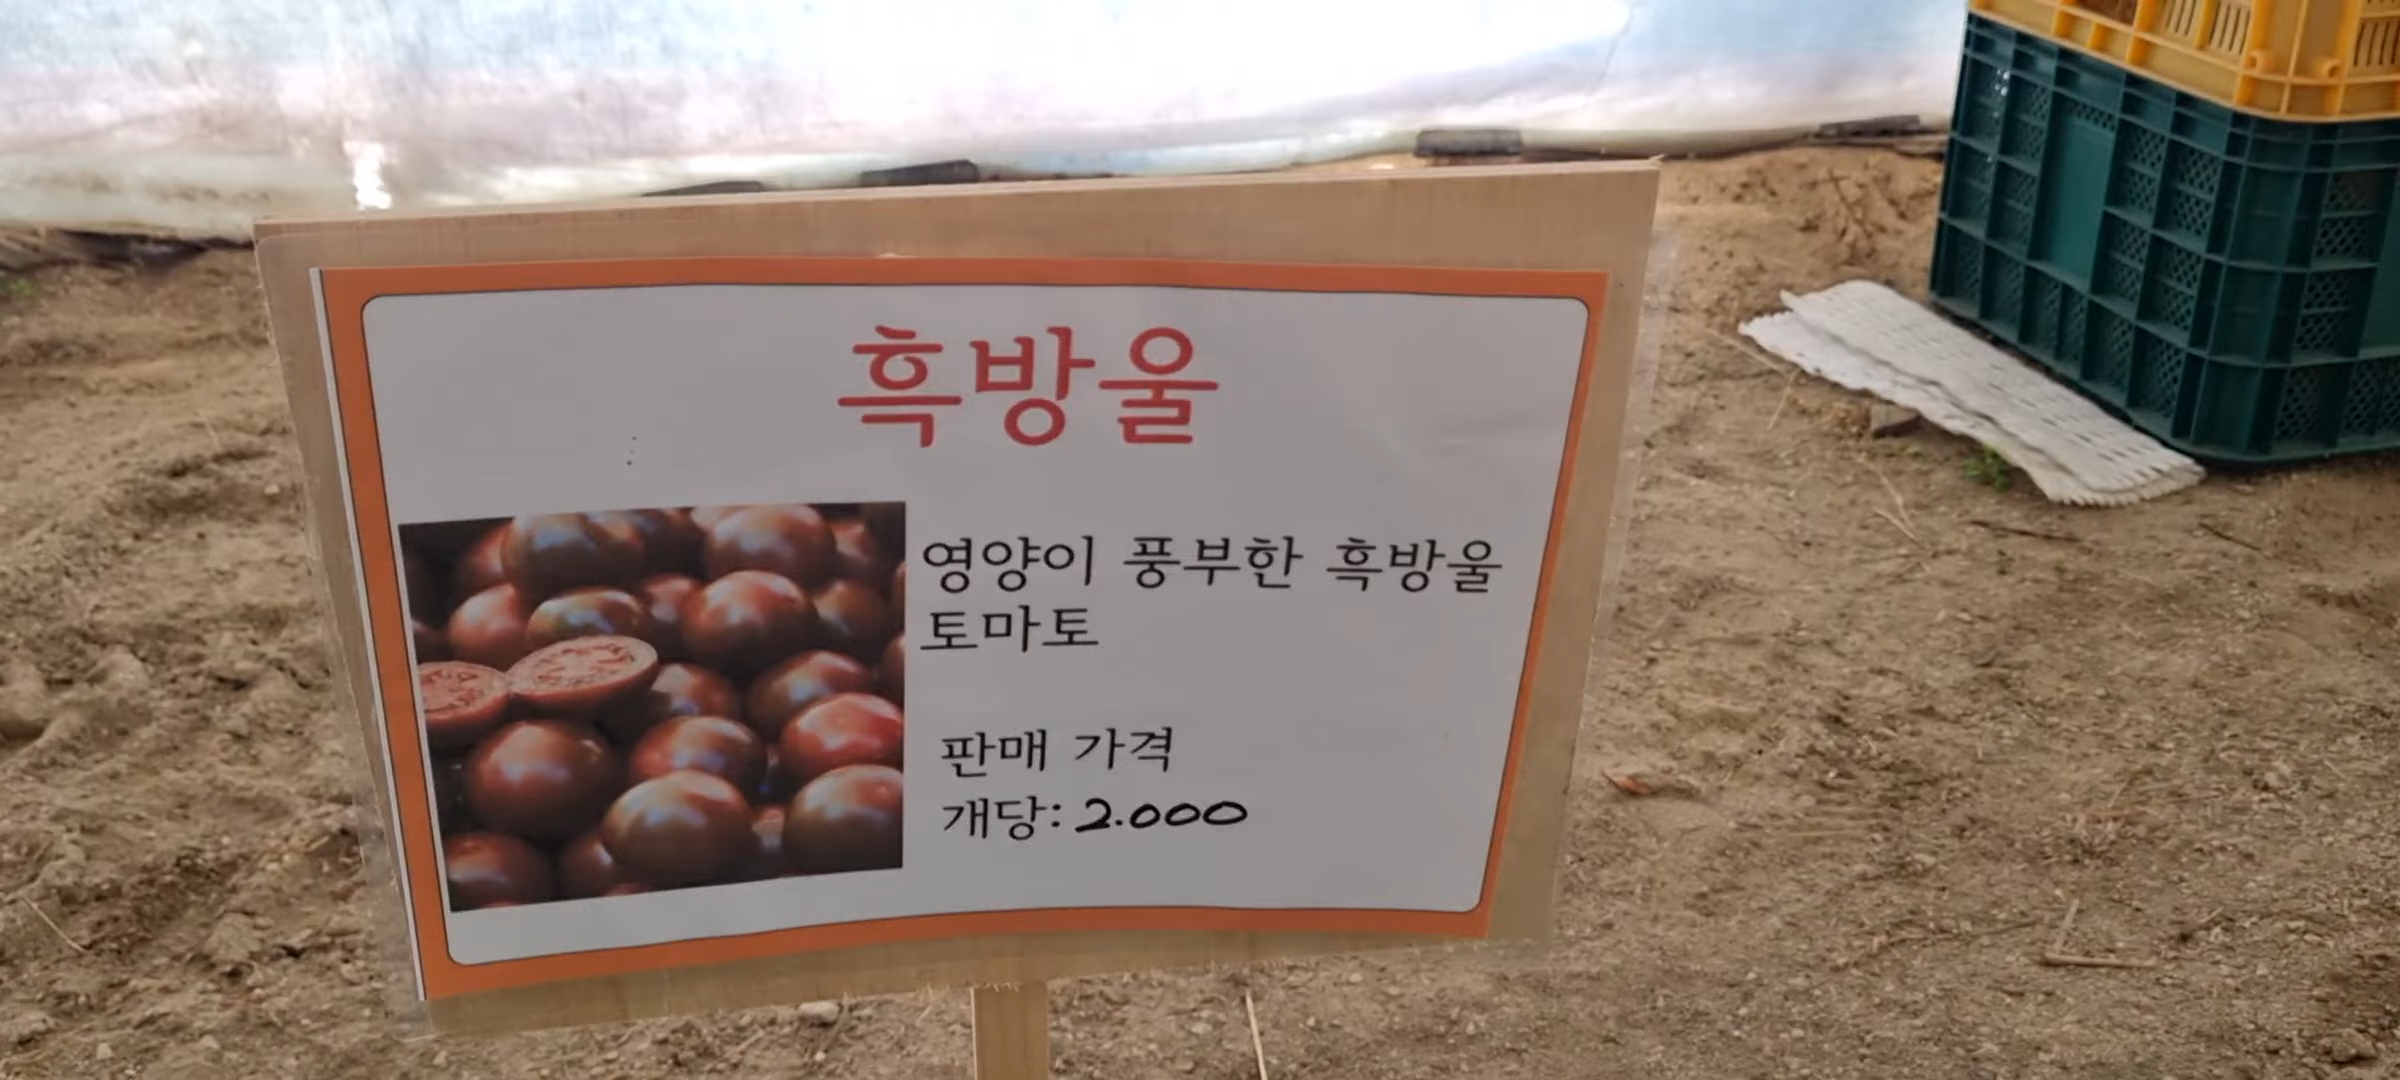 흑방울
영양이 풍부한 흑방울
토마토
판매 가격
개당: 2.000